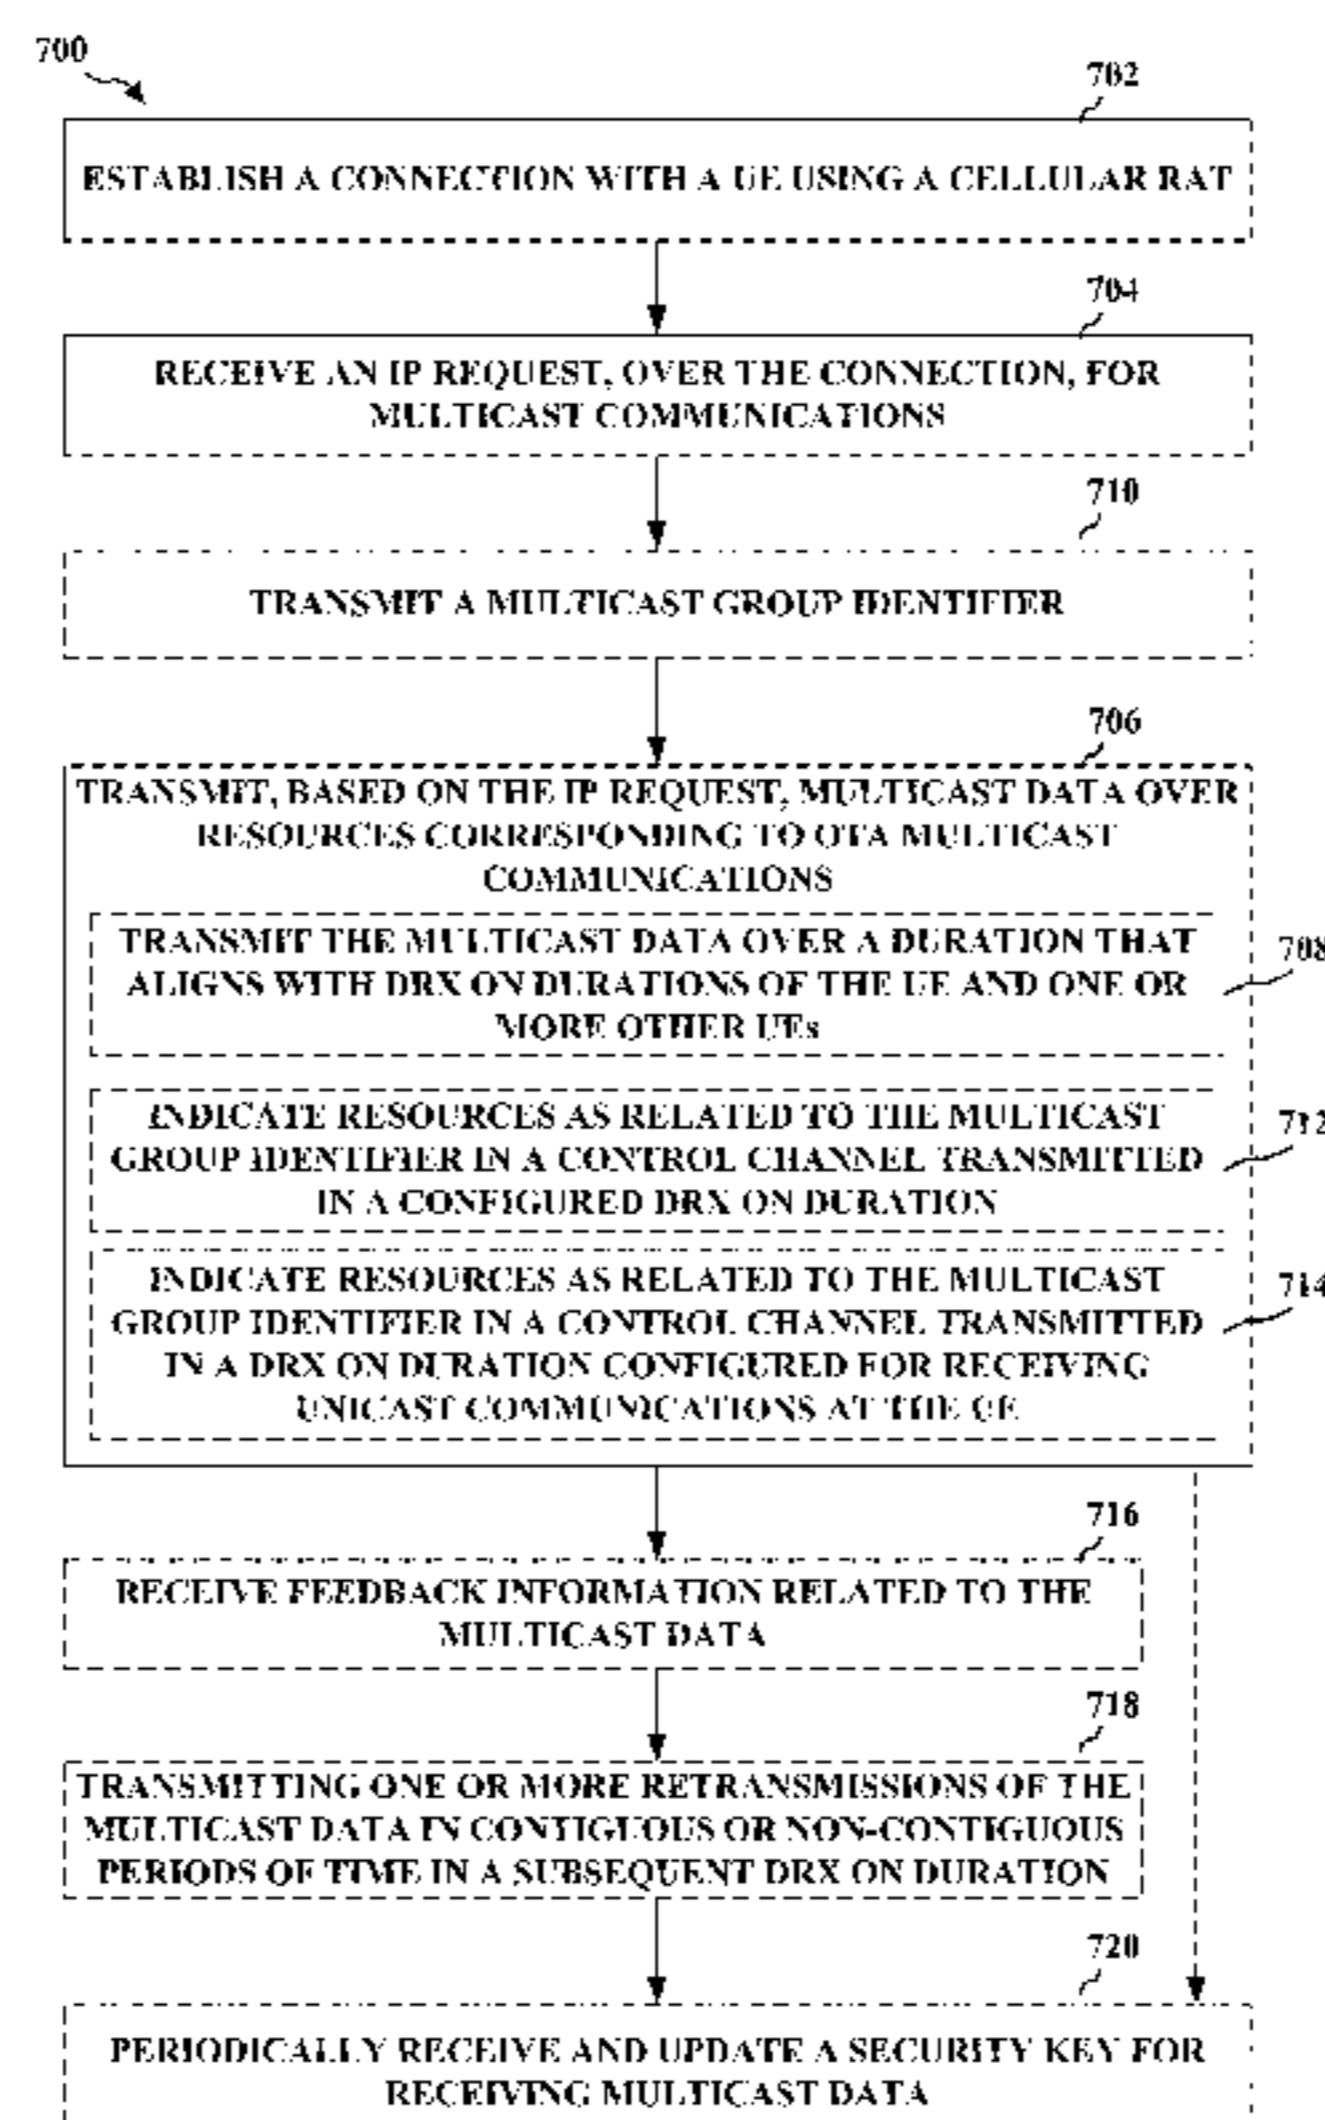 700
702
ESTABLISH A CONNECTION WITH A UE USING A CELLULAR RAT
704
RECEIVE AN IP REQUEST, OVER THE CONNECTION, FOR
MULTICAST COMMUNICATIONS
710
TRANSMIT A MULTICAST GROUP IDENTIFIER
706
TRANSMIT, BASED ON THE IP REQUEST, MULTICAST DATA OVER
RESOURCES CORRESPONDING TO OTA MULTICAST
COMMUNICATIONS
TRANSMIT THE MULTICAST DATA OVER A DURATION THAT
ALIGNS WITH DRX ON DURATIONS OF THE UE AND ONE OR
MORE OTHER UEs
708
INDICATE RESOURCES AS RELATED TO THE MULTICAST
GROUP IDENTIFIER IN A CONTROL CHANNEL TRANSMITTED
IN A CONFIGURED DRX ON DURATION
712
INDICATE RESOURCES AS RELATED TO THE MULTICAST
GROUP IDENTIFIER IN A CONTROL CHANNEL TRANSMITTED
IN A DRX ON DURATION CONFIGURED FOR RECEIVING
UNICAST COMMUNICATIONS AT THE UE
714
716
RECEIVE FEEDBACK INFORMATION RELATED TO THE
MULTICAST DATA
718
TRANSMITTING ONE OR MORE RETRANSMISSIONS OF THE
MULTICAST DATA IN CONTIGUOUS OR NON-CONTIGUOUS
PERIODS OF TIME IN A SUBSEQUENT DRX ON DURATION
720
PERIODICALLY RECEIVE AND UPDATE A SECURITY KEY FOR
RECEIVING MULTICAST DATA